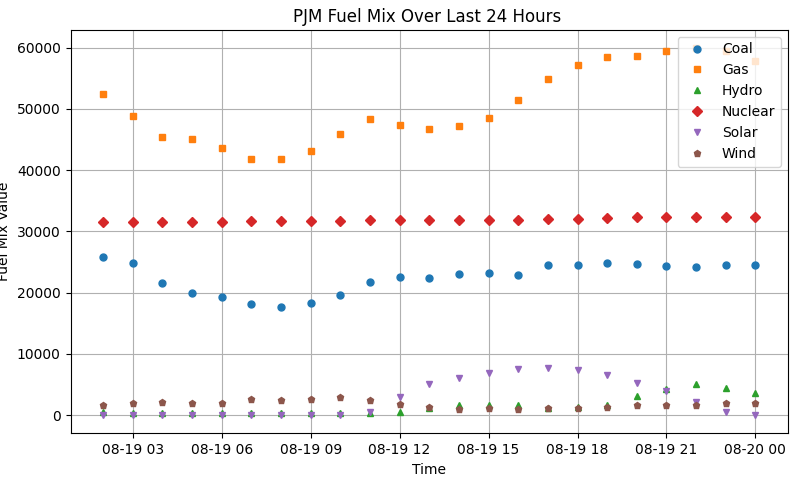 PJM Fuel Mix Over Last 24 Hours
60000
50000
40000
30000
20000
10000
0
Fuel Mix Value
Coal
Gas
Hydro
Nuclear
Solar
Wind
08-19 03 08-19 06 08-19 09 08-19 12 08-19 15 08-19 18 08-19 21 08-20 00
Time